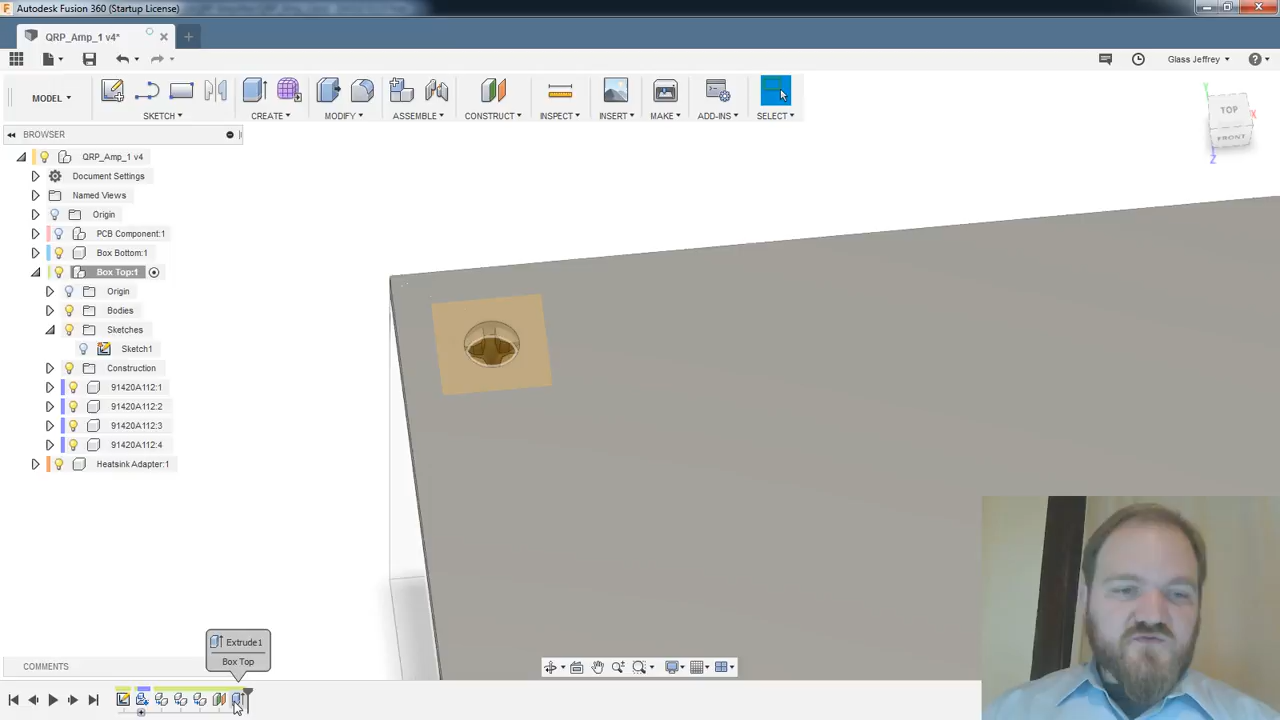 Autodesk Fusion 360 (Startup License)
QRP_Amp_1 v4*
Glass Jeffrey
MODEL
SKETCH
CREATE
MODIFY
ASSEMBLE
CONSTRUCT
INSPECT
INSERT
MAKE
ADD-INS
SELECT
TOP
FRONT
Y
X
Z
BROWSER
QRP_Amp_1 v4
Document Settings
Named Views
Origin
PCB Component:1
Box Bottom:1
Box Top:1
Origin
Bodies
Sketches
Sketch1
Construction
91420A112:1
91420A112:2
91420A112:3
91420A112:4
Heatsink Adapter:1
Extrude1
Box Top
COMMENTS